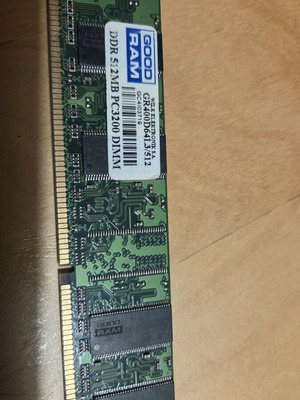 GOOD
RAM
GR400D64L3/512
DDR 512MB PC3200 DIMM
GOOD
RAM